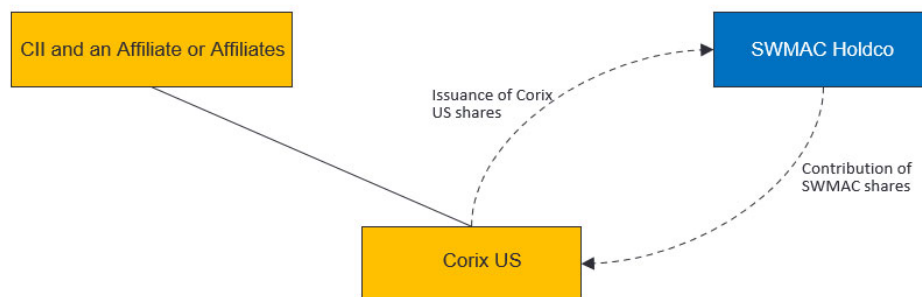 CII and an Affiliate or Affiliates
SWMAC Holdco
Issuance of Corix
US shares
Contribution of
SWMAC shares
Corix US